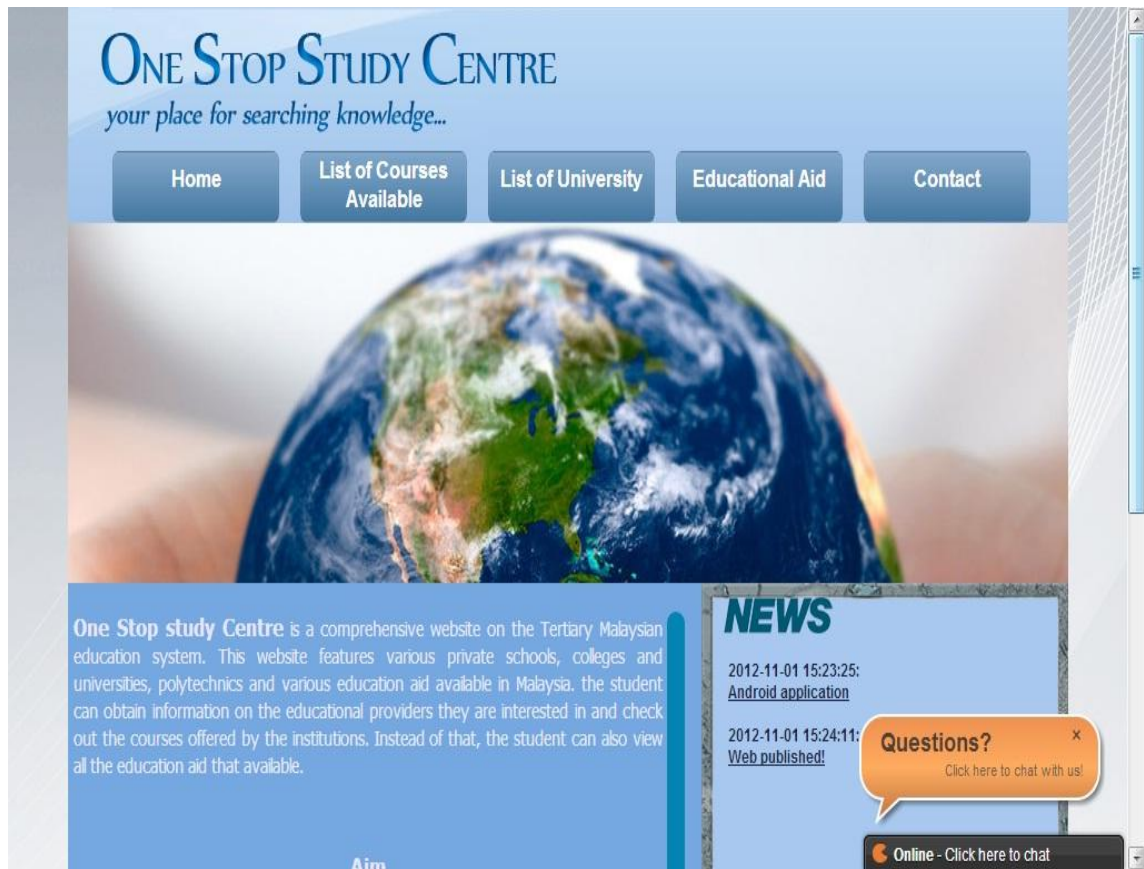 ONE STOP STUDY CENTRE
your place for searching knowledge...
Home
List of Courses
Available
List of University
Educational Aid
Contact
One Stop study Centre is a comprehensive website on the Tertiary Malaysian
education system. This website features various private schools, colleges and
universities, polytechnics and various education aid available in Malaysia. the student
can obtain information on the educational providers they are interested in and check
out the courses offered by the institutions. Instead of that, the student can also view
all the education aid that available.
Aim
NEWS
2012-11-01 15:23:25:
Android application
2012-11-01 15:24:11:
Web published!
Questions? x
Click here to chat with us!
Online - Click here to chat